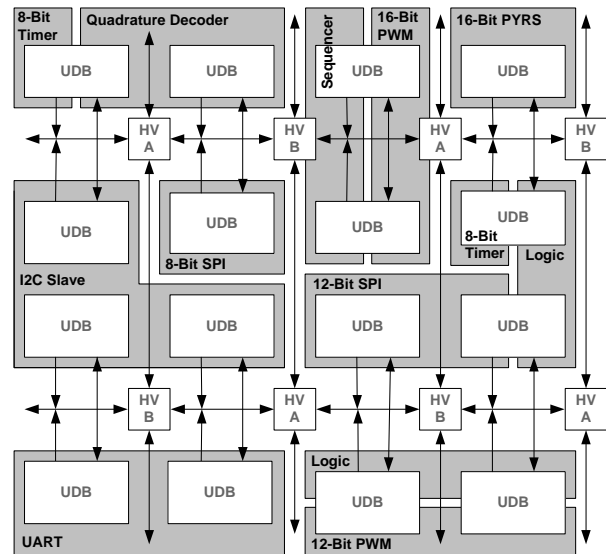 8-Bit
Timer
Quadrature Decoder
Sequencer
16-Bit
PWM
16-Bit PYRS
UDB
UDB
UDB
UDB
HV
A
HV
B
HV
A
HV
B
UDB
UDB
UDB
UDB
8-Bit SPI
8-Bit
Timer
Logic
I2C Slave
12-Bit SPI
UDB
UDB
UDB
UDB
HV
B
HV
A
HV
B
HV
A
Logic
UDB
UDB
UDB
UDB
UART
12-Bit PWM